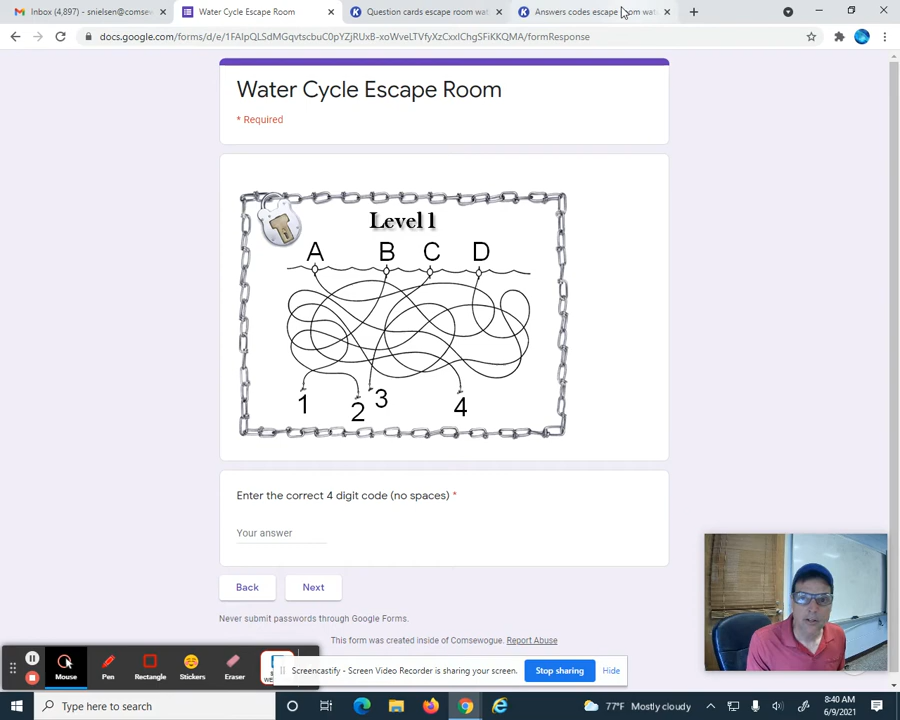 Inbox (4,897) - snielsen@comsew
Water Cycle Escape Room
Question cards escape room wat
Answers codes escape room wat
docs.google.com/forms/d/e/1FAIpQLSdMGqvtscbuC0pYZjRUxB-xoWveLTVfyXzCxxIChgSFiKKQMA/formResponse
Water Cycle Escape Room
* Required
Level 1
A B C D
1 2 3 4
Enter the correct 4 digit code (no spaces) *
Your answer
Back Next
Never submit passwords through Google Forms.
This form was created inside of Comsewogue. Report Abuse
Mouse Pen Rectangle Stickers Eraser
Screencastify - Screen Video Recorder is sharing your screen. Stop sharing Hide
Type here to search
77°F Mostly cloudy
8:40 AM
6/9/2021